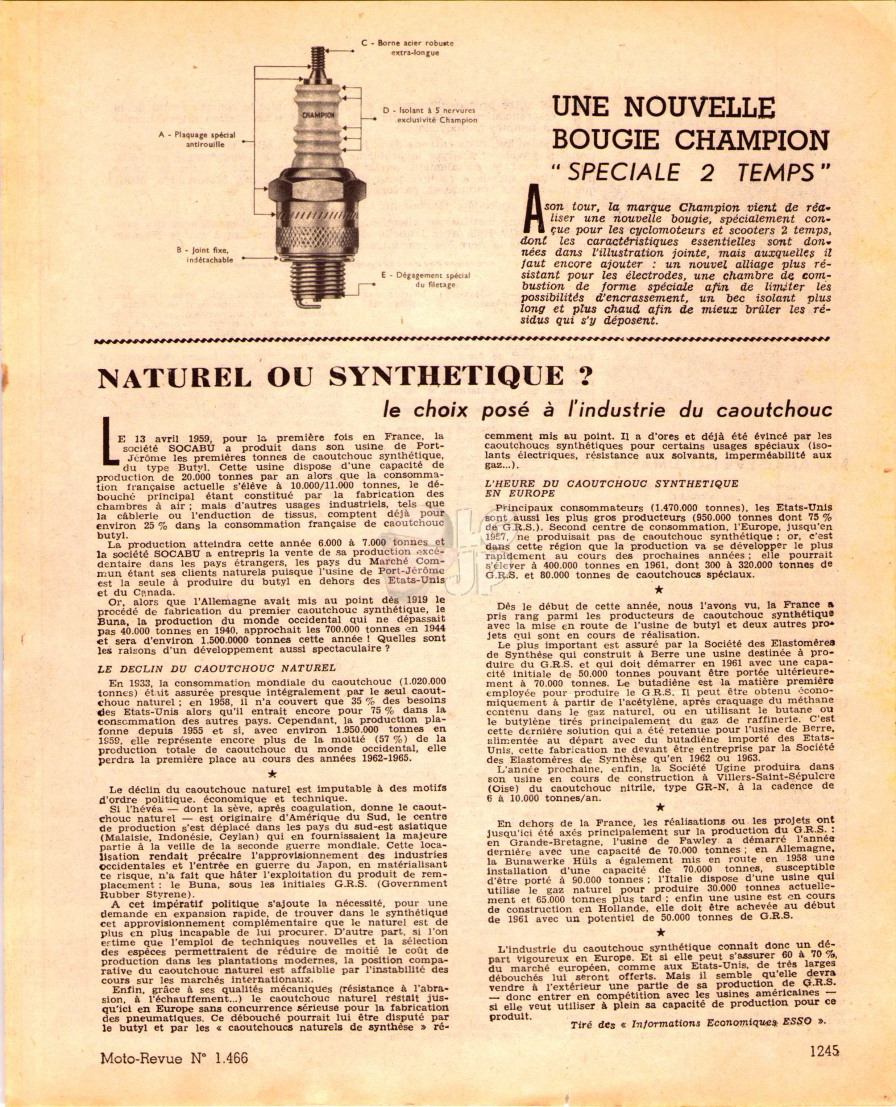 C - Borne acier robuste
extra-longue
D - Isolant à 5 nervures
exclusivité Champion
CHAMPION
A - Plaquage spécial
antirouille
B - Joint fixe,
indétachable
E - Dégagement spécial
du filetage
UNE NOUVELLE
BOUGIE CHAMPION
" SPECIALE 2 TEMPS "
A son tour, la marque Champion vient de réa-
liser une nouvelle bougie, spécialement con-
çue pour les cyclomoteurs et scooters 2 temps,
dont les caractéristiques essentielles sont don-
nées dans l'illustration jointe, mais auxquelles il
faut encore ajouter : un nouvel alliage plus ré-
sistant pour les électrodes, une chambre de com-
bustion de forme spéciale afin de limiter les
possibilités d'encrassement, un bec isolant plus
long et plus chaud afin de mieux brûler les ré-
sidus qui s'y déposent.
NATUREL OU SYNTHETIQUE ?
le choix posé à l'industrie du caoutchouc
LE 13 avril 1959, pour la première fois en France, la
société SOCABU a produit dans son usine de Port-
Jérôme les premières tonnes de caoutchouc synthétique,
du type Butyl. Cette usine dispose d'une capacité de
production de 20.000 tonnes par an alors que la consomma-
tion française actuelle s'élève à 10.000/11.000 tonnes, le dé-
bouché principal étant constitué par la fabrication des
chambres à air ; mais d'autres usages industriels, tels que
la câblerie ou l'enduction de tissus, comptent déjà pour
environ 25 % dans la consommation française de caoutchouc
butyl.
La production atteindra cette année 6.000 à 7.000 tonnes et
la société SOCABU a entrepris la vente de sa production excé-
dentaire dans les pays étrangers, les pays du Marché Com-
mun étant ses clients naturels puisque l'usine de Port-Jérôme
est la seule à produire du butyl en dehors des Etats-Unis
et du Canada.
Or, alors que l'Allemagne avait mis au point dès 1919 le
procédé de fabrication du premier caoutchouc synthétique, le
Buna, la production du monde occidental qui ne dépassait
pas 40.000 tonnes en 1940, approchait les 700.000 tonnes en 1944
et sera d'environ 1.500.0000 tonnes cette année ! Quelles sont
les raisons d'un développement aussi spectaculaire ?
LE DECLIN DU CAOUTCHOUC NATUREL
En 1933, la consommation mondiale du caoutchouc (1.020.000
tonnes) était assurée presque intégralement par le seul caout-
chouc naturel ; en 1958, il n'a couvert que 35 % des besoins
des Etats-Unis alors qu'il entrait encore pour 75 % dans la
consommation des autres pays. Cependant, la production pla-
fonne depuis 1955 et si, avec environ 1.950.000 tonnes en
1959, elle représente encore plus de la moitié (57 %) de la
production totale de caoutchouc du monde occidental, elle
perdra la première place au cours des années 1962-1965.
★
Le déclin du caoutchouc naturel est imputable à des motifs
d'ordre politique. économique et technique.
Si l'hévéa — dont la sève, après coagulation, donne le caout-
chouc naturel — est originaire d'Amérique du Sud, le centre
de production s'est déplacé dans les pays du sud-est asiatique
(Malaisie, Indonésie, Ceylan) qui en fournissaient la majeure
partie à la veille de la seconde guerre mondiale. Cette loca-
lisation rendait précaire l'approvisionnement des industries
occidentales et l'entrée en guerre du Japon, en matérialisant
ce risque, n'a fait que hâter l'exploitation du produit de rem-
placement : le Buna, sous les initiales G.R.S. (Government
Rubber Styrene).
A cet impératif politique s'ajoute la nécessité, pour une
demande en expansion rapide, de trouver dans le synthétique
cet approvisionnement complémentaire que le naturel est de
plus en plus incapable de lui procurer. D'autre part, si l'on
estime que l'emploi de techniques nouvelles et la sélection
des espèces permettraient de réduire de moitié le coût de
production dans les plantations modernes, la position compa-
rative du caoutchouc naturel est affaiblie par l'instabilité des
cours sur les marchés internationaux.
Enfin, grâce à ses qualités mécaniques (résistance à l'abra-
sion, à l'échauffement...) le caoutchouc naturel restait jus-
qu'ici en Europe sans concurrence sérieuse pour la fabrication
des pneumatiques. Ce débouché pourrait lui être disputé par
le butyl et par les « caoutchoucs naturels de synthèse » ré-
cemment mis au point. Il a d'ores et déjà été évincé par les
caoutchoucs synthétiques pour certains usages spéciaux (iso-
lants électriques, résistance aux solvants, imperméabilité aux
gaz...).
L'HEURE DU CAOUTCHOUC SYNTHETIQUE
EN EUROPE
Principaux consommateurs (1.470.000 tonnes), les Etats-Unis
sont aussi les plus gros producteurs (950.000 tonnes dont 75 %
de G.R.S.). Second centre de consommation, l'Europe, jusqu'en
1957, ne produisait pas de caoutchouc synthétique ; or, c'est
dans cette région que la production va se développer le plus
rapidement au cours des prochaines années ; elle pourrait
s'élever à 400.000 tonnes en 1961, dont 300 à 320.000 tonnes de
G.R.S. et 80.000 tonnes de caoutchoucs spéciaux.
★
Dès le début de cette année, nous l'avons vu, la France a
pris rang parmi les producteurs de caoutchouc synthétique
avec la mise en route de l'usine de butyl et deux autres pro-
jets qui sont en cours de réalisation.
Le plus important est assuré par la Société des Elastomères
de Synthèse qui construit à Berre une usine destinée à pro-
duire du G.R.S. et qui doit démarrer en 1961 avec une capa-
cité initiale de 50.000 tonnes pouvant être portée ultérieure-
ment à 70.000 tonnes. Le butadiène est la matière première
employée pour produire le G.R.S. Il peut être obtenu écono-
miquement à partir de l'acétylène, après craquage du méthane
contenu dans le gaz naturel, ou en utilisant le butane ou
le butylène tirés principalement du gaz de raffinerie. C'est
cette dernière solution qui a été retenue pour l'usine de Berre,
alimentée au départ avec du butadiène importé des Etats-
Unis, cette fabrication ne devant être entreprise par la Société
des Elastomères de Synthèse qu'en 1962 ou 1963.
L'année prochaine, enfin, la Société Ugine produira dans
son usine en cours de construction à Villers-Saint-Sépulcre
(Oise) du caoutchouc nitrile, type GR-N, à la cadence de
6 à 10.000 tonnes/an.
★
En dehors de la France, les réalisations ou les projets ont
jusqu'ici été axés principalement sur la production du G.R.S. :
en Grande-Bretagne, l'usine de Fawley a démarré l'année
dernière avec une capacité de 70.000 tonnes ; en Allemagne,
la Bunawerke Hüls a également mis en route en 1958 une
installation d'une capacité de 70.000 tonnes, susceptible
d'être porté à 90.000 tonnes ; l'Italie dispose d'une usine qui
utilise le gaz naturel pour produire 30.000 tonnes actuelle-
ment et 65.000 tonnes plus tard ; enfin une usine est en cours
de construction en Hollande, elle doit être achevée au début
de 1961 avec un potentiel de 50.000 tonnes de G.R.S.
★
L'industrie du caoutchouc synthétique connaît donc un dé-
part vigoureux en Europe. Et si elle peut s'assurer 60 à 70 %,
du marché européen, comme aux Etats-Unis, de très larges
débouchés lui seront offerts. Mais il semble qu'elle devra
vendre à l'extérieur une partie de sa production de G.R.S.
— donc entrer en compétition avec les usines américaines —
si elle veut utiliser à plein sa capacité de production pour ce
produit.
Tiré des « Informations Economiques ESSO ».
Moto-Revue N° 1.466
1245